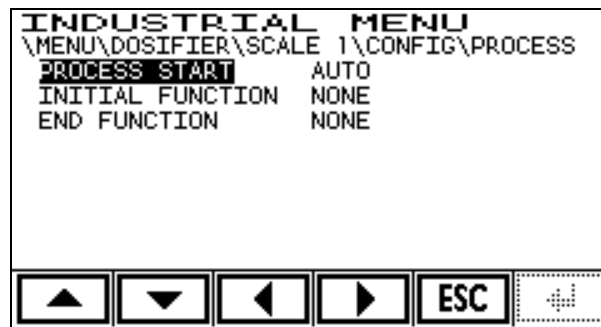 INDUSTRIAL MENU
\MENU\DOSIFIER\SCALE 1\CONFIG\PROCESS
PROCESS START AUTO
INITIAL FUNCTION NONE
END FUNCTION NONE
ESC